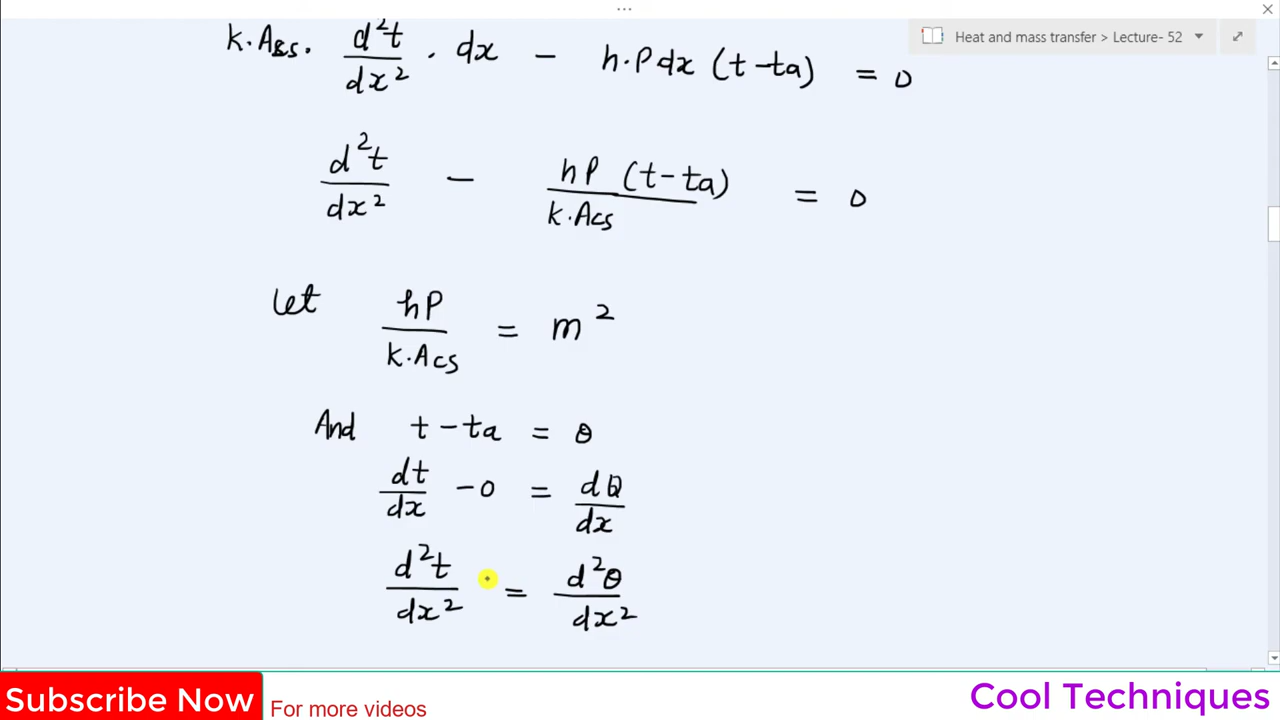 k.Acs. d²t/dx² . dx - h.Pdx (t-ta) = 0
Heat and mass transfer > Lecture- 52
d²t/dx² - hP (t-ta)/k.Acs = 0
Let hP/k.Acs = m²
And t-ta = θ
dt/dx - 0 = dθ/dx
d²t/dx² = d²θ/dx²
Subscribe Now
For more videos
Cool Techniques